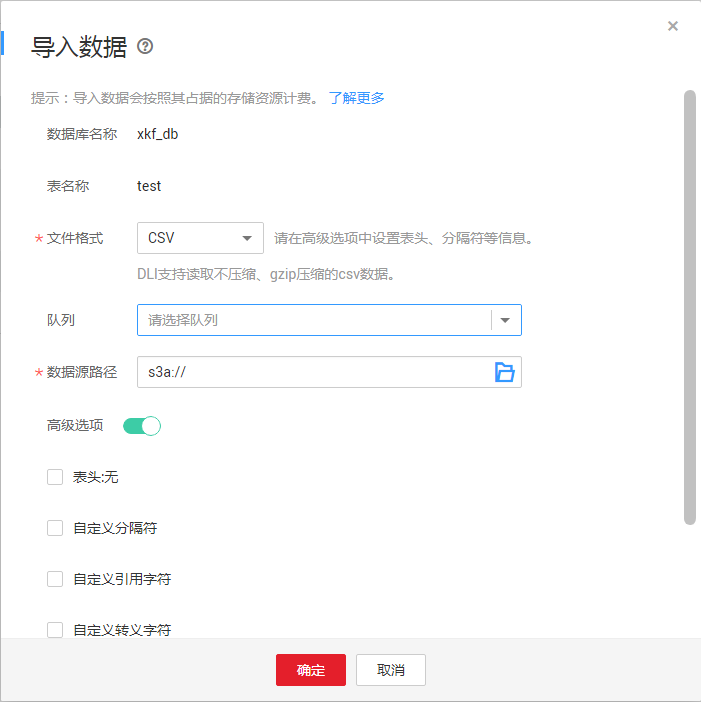 导入数据 ?
提示：导入数据会按照其占据的存储资源计费。 了解更多
数据库名称 xkf_db
表名称 test
* 文件格式 CSV 请在高级选项中设置表头、分隔符等信息。
DLI支持读取不压缩、gzip压缩的csv数据。
队列 请选择队列
* 数据源路径 s3a://
高级选项
表头:无
自定义分隔符
自定义引用字符
自定义转义字符
确定 取消